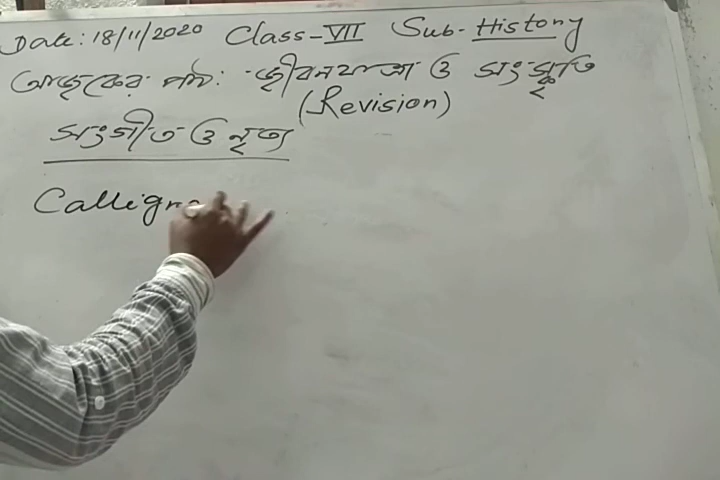 Date: 18/11/2020 Class-VII Sub-History
আজকের পাঠ: জীবনযাত্রা ও সংস্কৃতি
(Revision)
সংগীত ও নৃত্য
Calligra